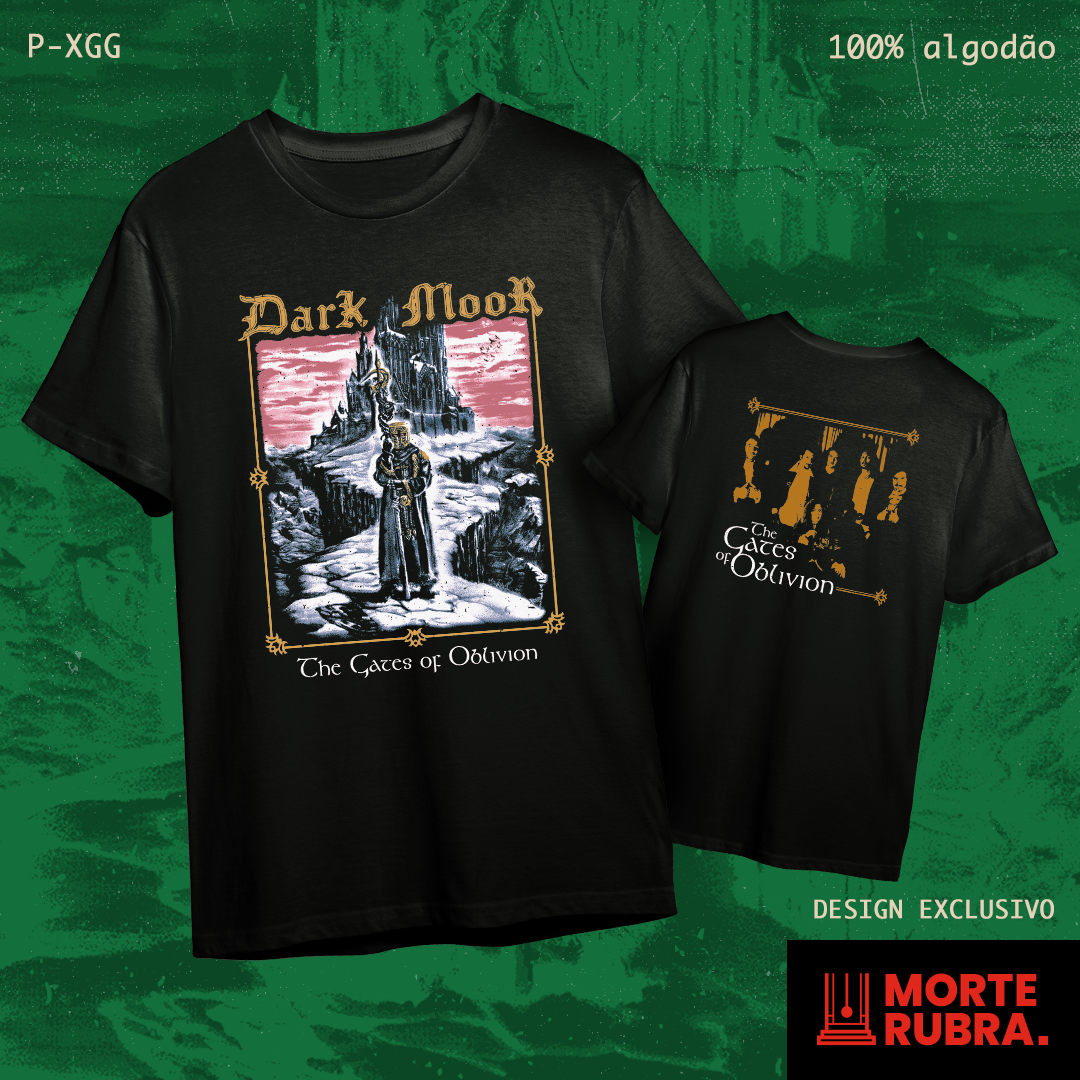 P-XGG
100% algodão
Dark Moor
The Gates of Oblivion
The
Gates
of Oblivion
DESIGN EXCLUSIVO
MORTE
RUBRA.